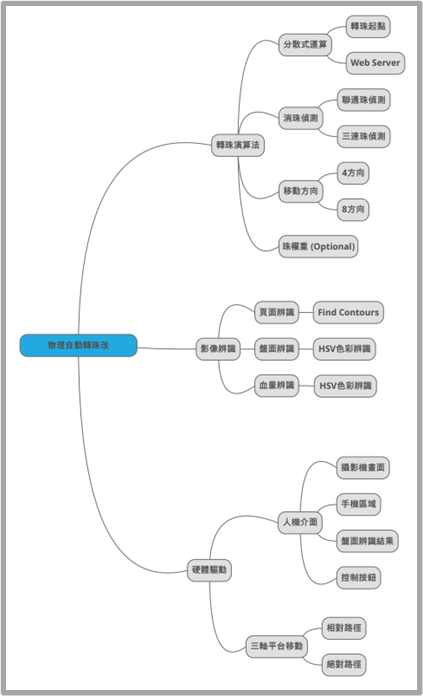 物理自動轉珠改
轉珠演算法
分散式運算
轉珠起點
Web Server
消珠偵測
聯通珠偵測
三連珠偵測
移動方向
4方向
8方向
珠權重 (Optional)
影像辨識
頁面辨識
Find Contours
盤面辨識
HSV色彩辨識
血量辨識
HSV色彩辨識
硬體驅動
人機介面
攝影機畫面
手機區域
盤面辨識結果
控制按鈕
三軸平台移動
相對路徑
絕對路徑